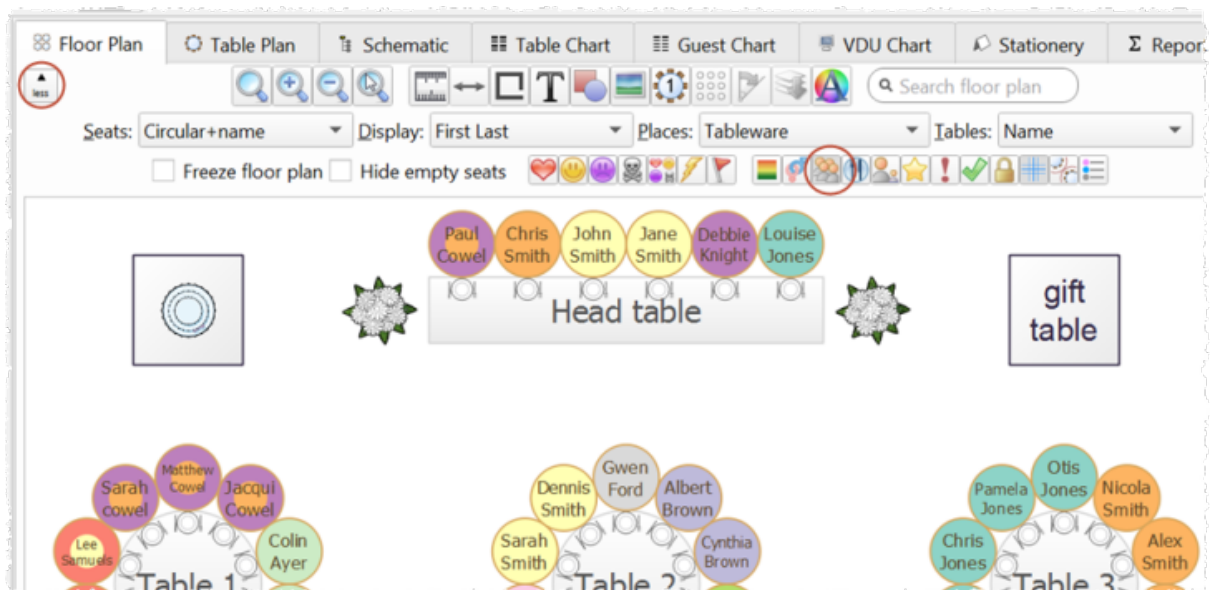 Floor Plan
Table Plan
Schematic
Table Chart
Guest Chart
VDU Chart
Stationery
Σ Repor
less
T
1
A
Search floor plan
Seats: Circular+name
Display: First Last
Places: Tableware
Tables: Name
Freeze floor plan
Hide empty seats
Paul
Cowel
Chris
Smith
John
Smith
Jane
Smith
Debbie
Knight
Louise
Jones
Head table
gift
table
Lee
Samuels
Sarah
cowel
Matthew
Cowel
Jacqui
Cowel
Colin
Ayer
Table 1
Sarah
Smith
Dennis
Smith
Gwen
Ford
Albert
Brown
Cynthia
Brown
Table 2
Chris
Jones
Pamela
Jones
Otis
Jones
Nicola
Smith
Alex
Smith
Table 3